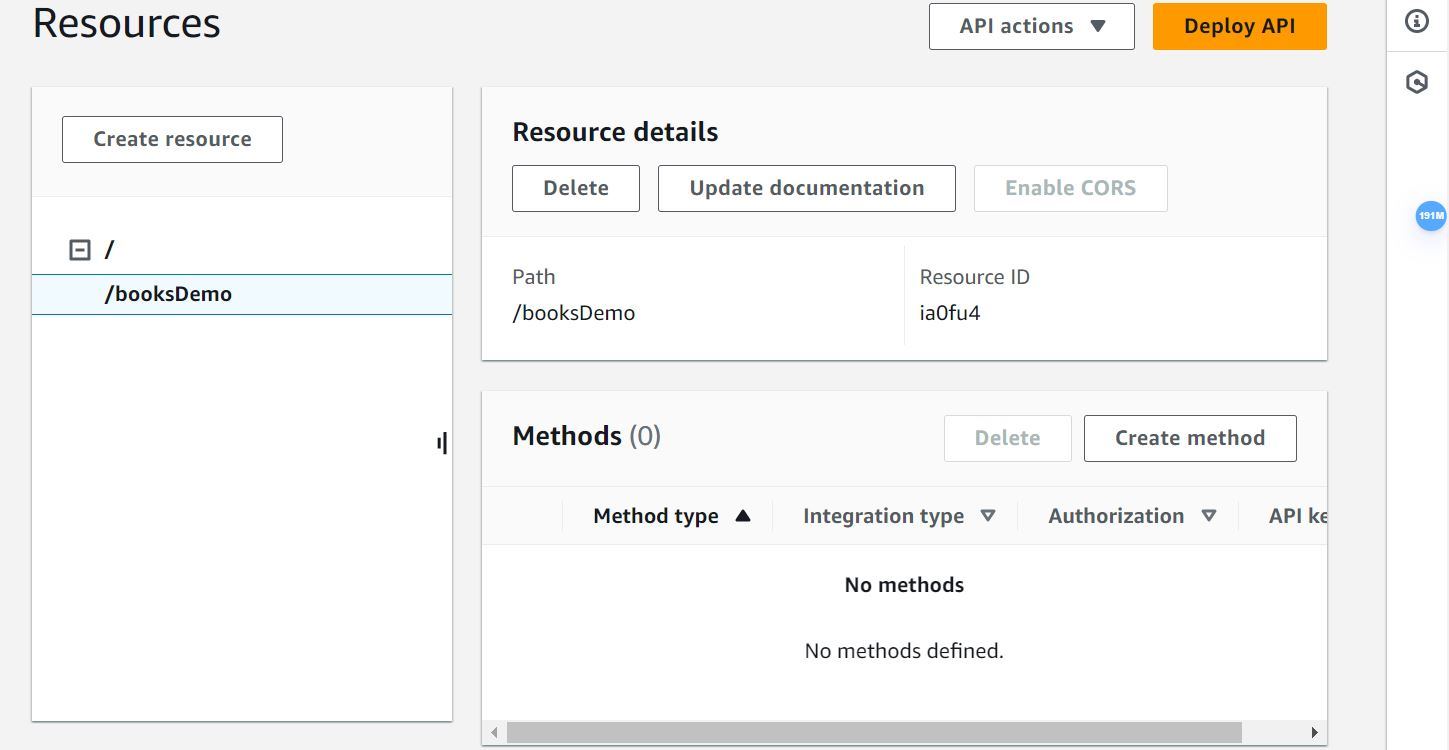 Resources
API actions
Deploy API
Create resource
/
/booksDemo
Resource details
Delete
Update documentation
Enable CORS
Path
/booksDemo
Resource ID
ia0fu4
Methods (0)
Delete
Create method
Method type
Integration type
Authorization
API ke
No methods
No methods defined.
191M